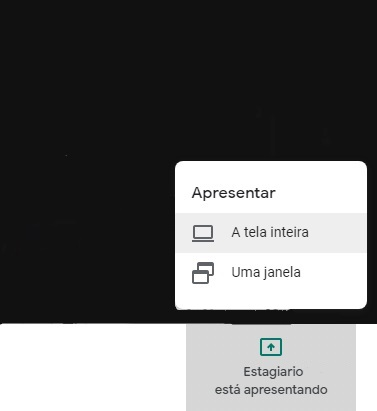 Apresentar
A tela inteira
Uma janela
Estagiario
está apresentando